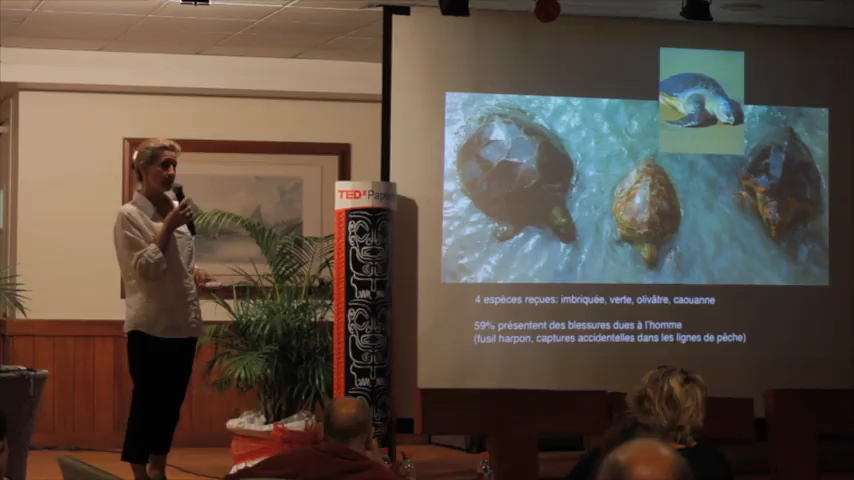 TEDxPape
4 espèces reçues: imbriquée, verte, olivâtre, caouanne
59% présentent des blessures dues à l'homme
(fusil harpon, captures accidentelles dans les lignes de pêche)